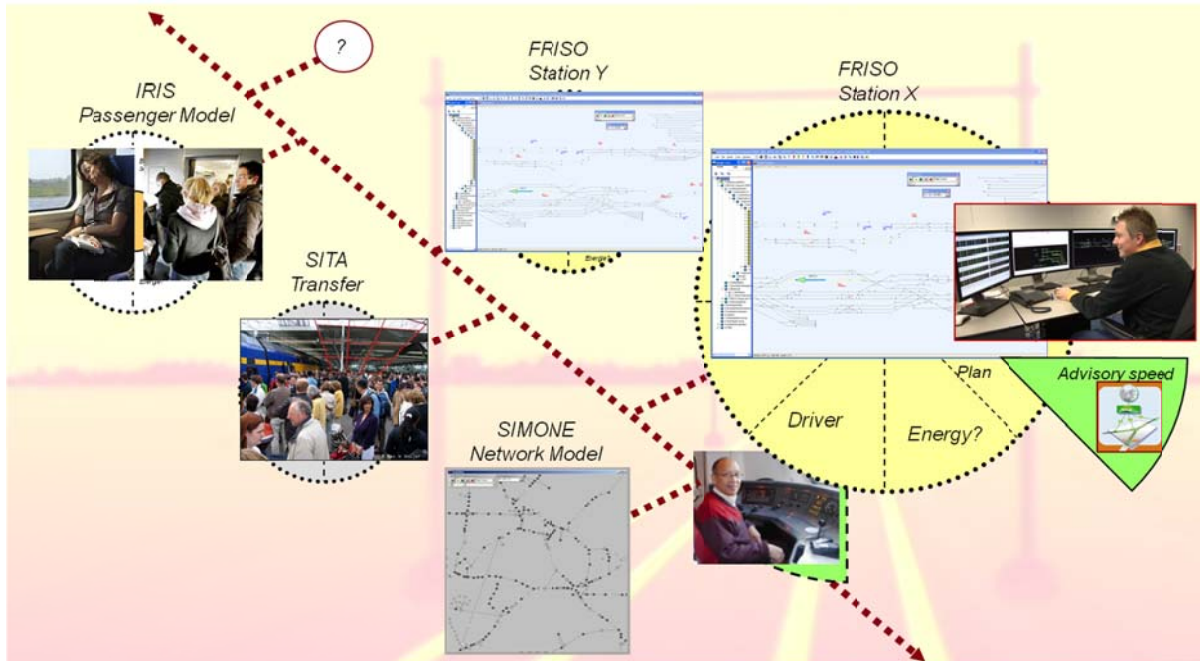 ?
FRISO
Station Y
FRISO
Station X
IRIS
Passenger Model
SITA
Transfer
Plan
Advisory speed
Driver
Energy?
SIMONE
Network Model